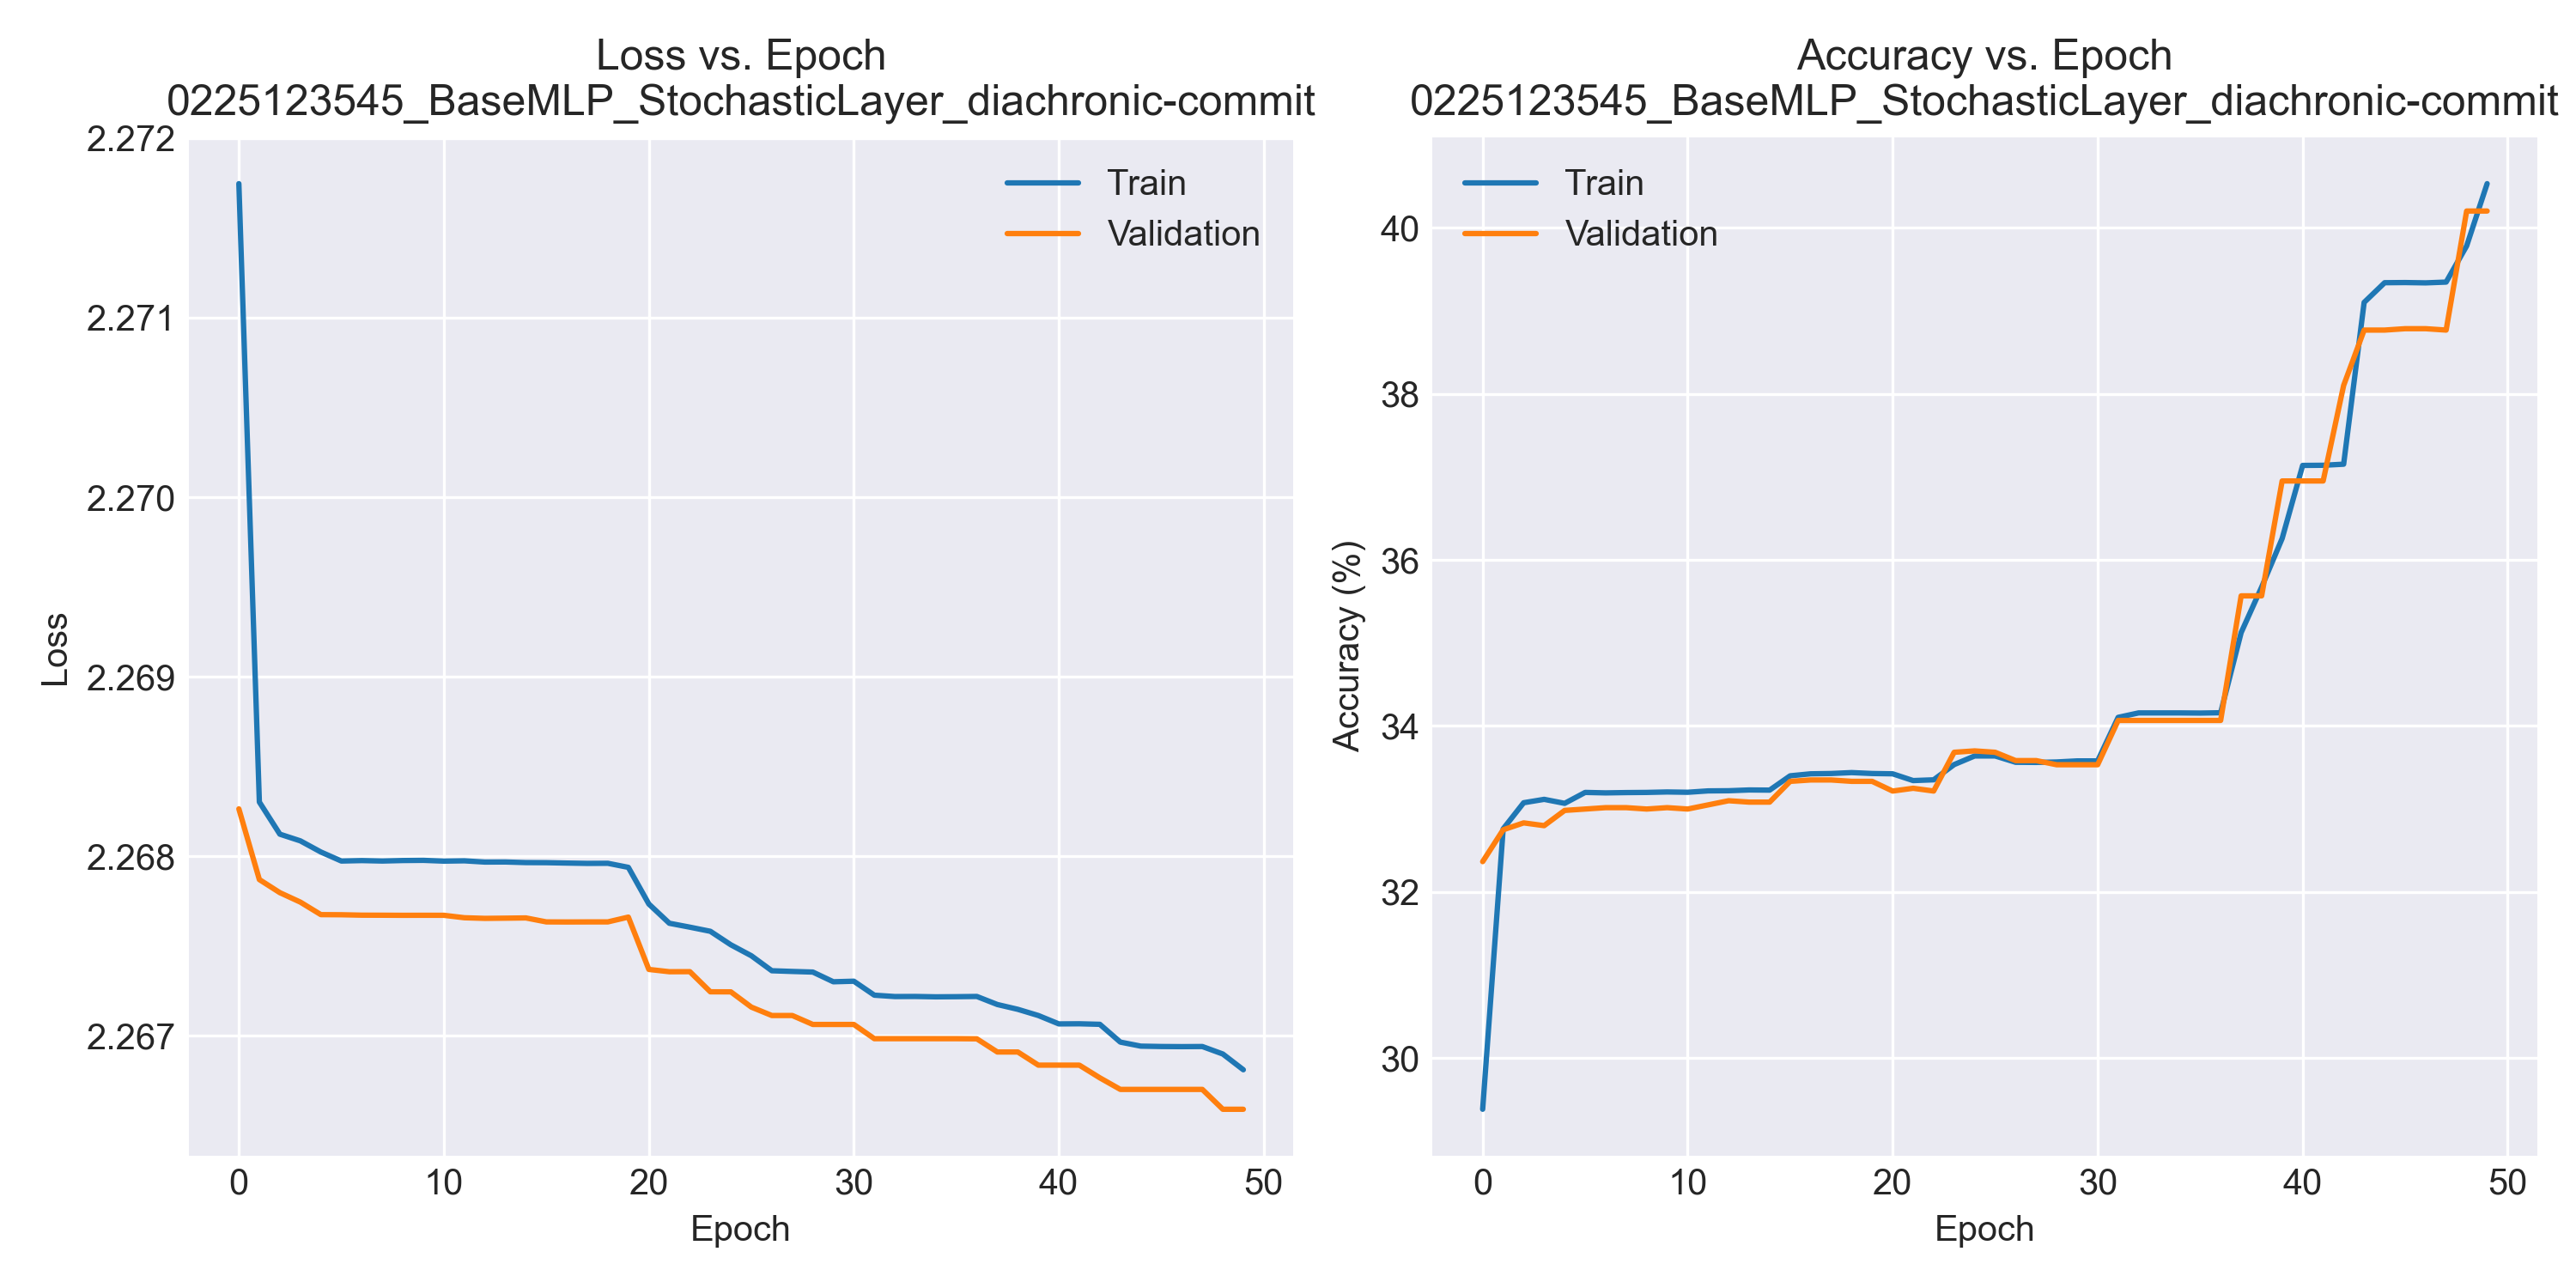 Loss vs. Epoch
0225123545_BaseMLP_StochasticLayer_diachronic-commit
2.272
2.271
2.270
2.269
2.268
2.267
Loss
Train
Validation
0 10 20 30 40 50
Epoch
Accuracy vs. Epoch
0225123545_BaseMLP_StochasticLayer_diachronic-commit
40
38
36
34
32
30
Accuracy (%)
Train
Validation
0 10 20 30 40 50
Epoch